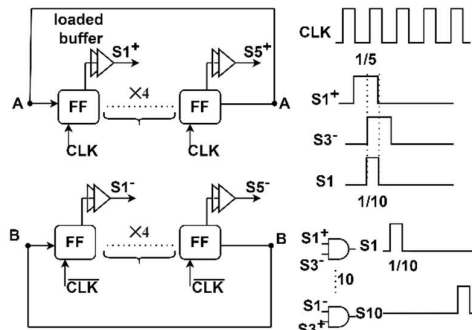 loaded
buffer
S1+
S5+
CLK
1/5
A
FF
×4
FF
A
S1+
S3-
CLK
CLK
S1
1/10
S1-
S5-
B
FF
×4
FF
B
S1+
S3-
S1
1/10
10
CLK
CLK
S1-
S3+
S10